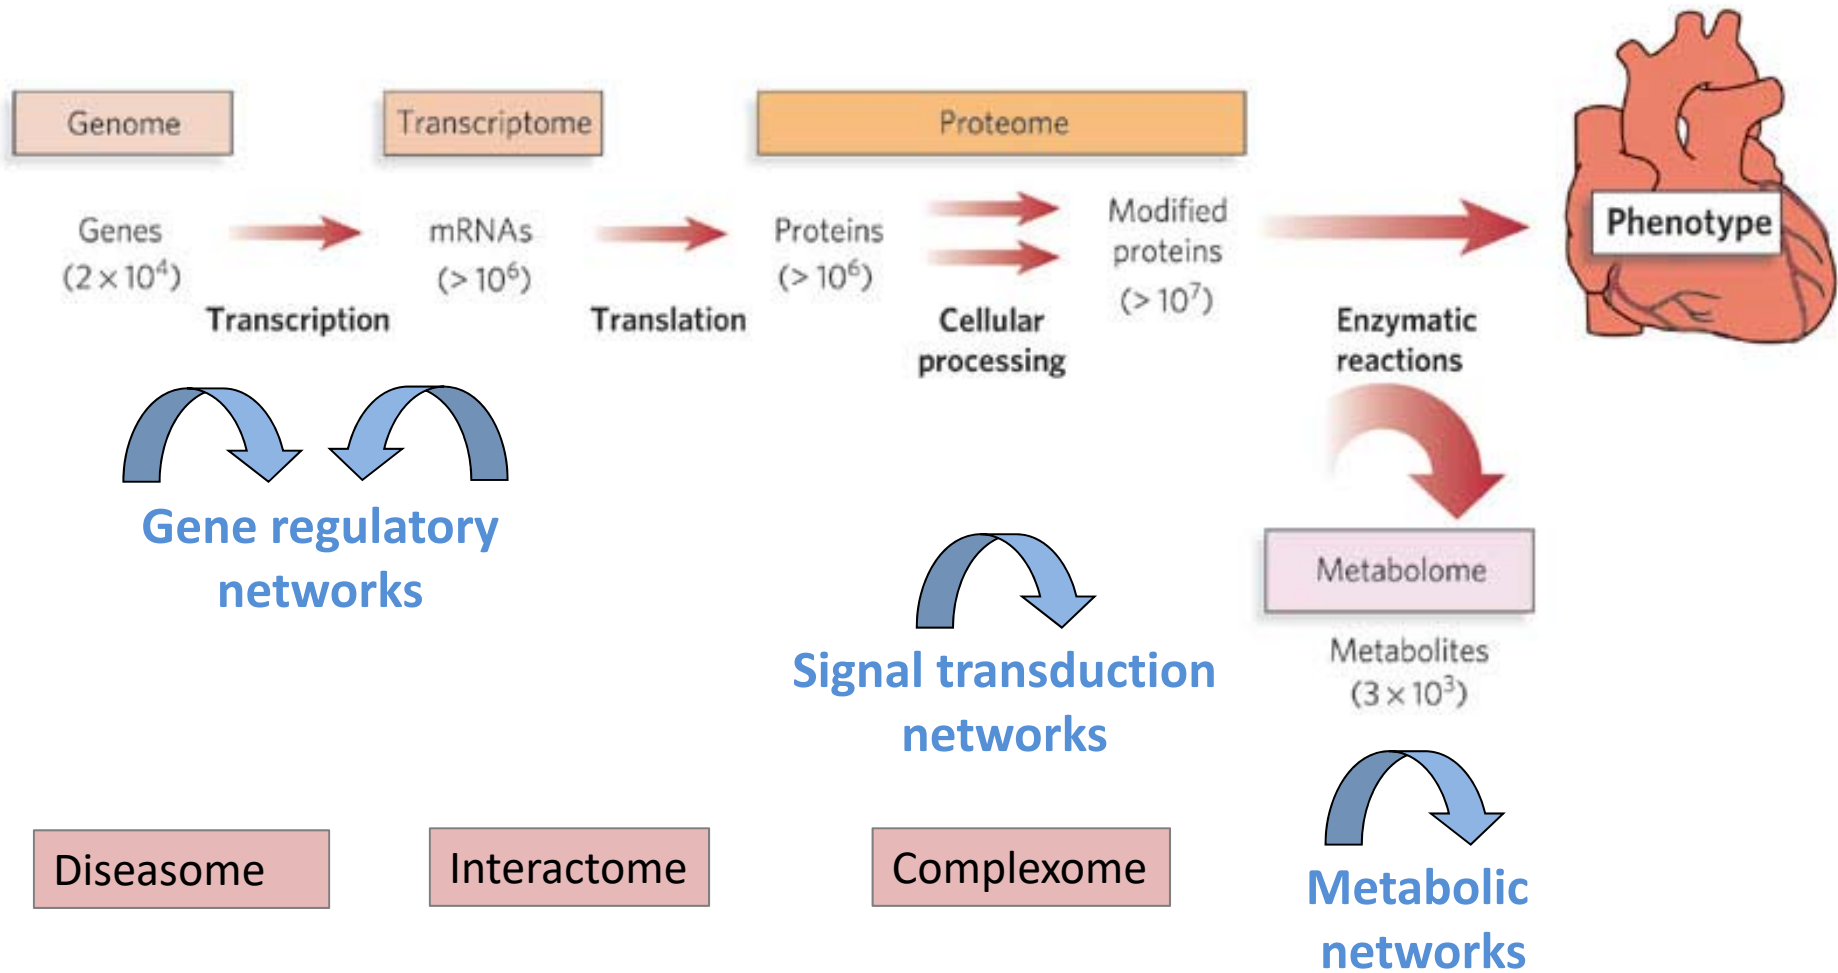 Genome
Transcriptome
Proteome
Genes
(2 × 10⁴)
mRNAs
(> 10⁶)
Proteins
(> 10⁶)
Modified
proteins
(> 10⁷)
Phenotype
Transcription
Translation
Cellular
processing
Enzymatic
reactions
Gene regulatory
networks
Signal transduction
networks
Metabolome
Metabolites
(3 × 10³)
Diseasome
Interactome
Complexome
Metabolic
networks